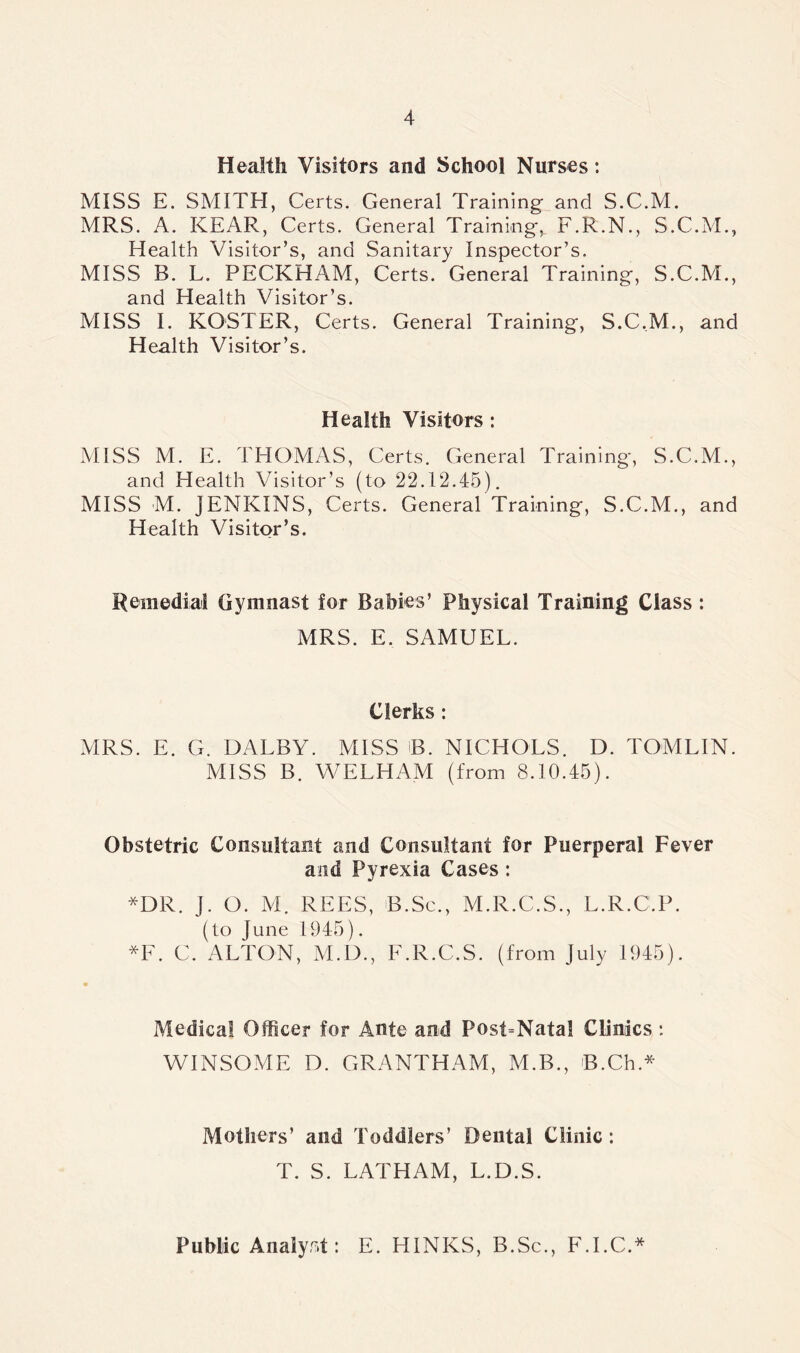 4
Health Visitors and School Nurses:
MISS E. SMITH, Certs. General Training and S.C.M.
MRS. A. KEAR, Certs. General Training, F.R.N., S.C.M.,
Health Visitor's, and Sanitary Inspector's.
MISS B. L. PECKHAM, Certs. General Training, S.C.M.,
and Health Visitor's.
MISS I. KOSTER, Certs. General Training, S.C.M., and
Health Visitor's.
Health Visitors:
MISS M. E. THOMAS, Certs. General Training, S.C.M.,
and Health Visitor's (to 22.12.45).
MISS M. JENKINS, Certs. General Training, S.C.M., and
Health Visitor's.
Remedial Gymnast for Babies' Physical Training Class:
MRS. E. SAMUEL.
Clerks:
MRS. E. G. DALBY. MISS B. NICHOLS. D. TOMLIN.
MISS B. WELHAM (from 8.10.45).
Obstetric Consultant and Consultant for Puerperal Fever
and Pyrexia Cases:
*DR. J. O. M. REES, B.Sc., M.R.C.S., L.R.C.P.
(to June 1945).
*F. C. ALTON, M.D., F.R.C.S. (from July 1945).
Medical Officer for Ante and Post-Natal Clinics:
WINSOME D. GRANTHAM, M.B., B.Ch.*
Mothers' and Toddlers' Dental Clinic:
T. S. LATHAM, L.D.S.
Public Analyst: E. HINKS, B.Sc., F.I.C.*